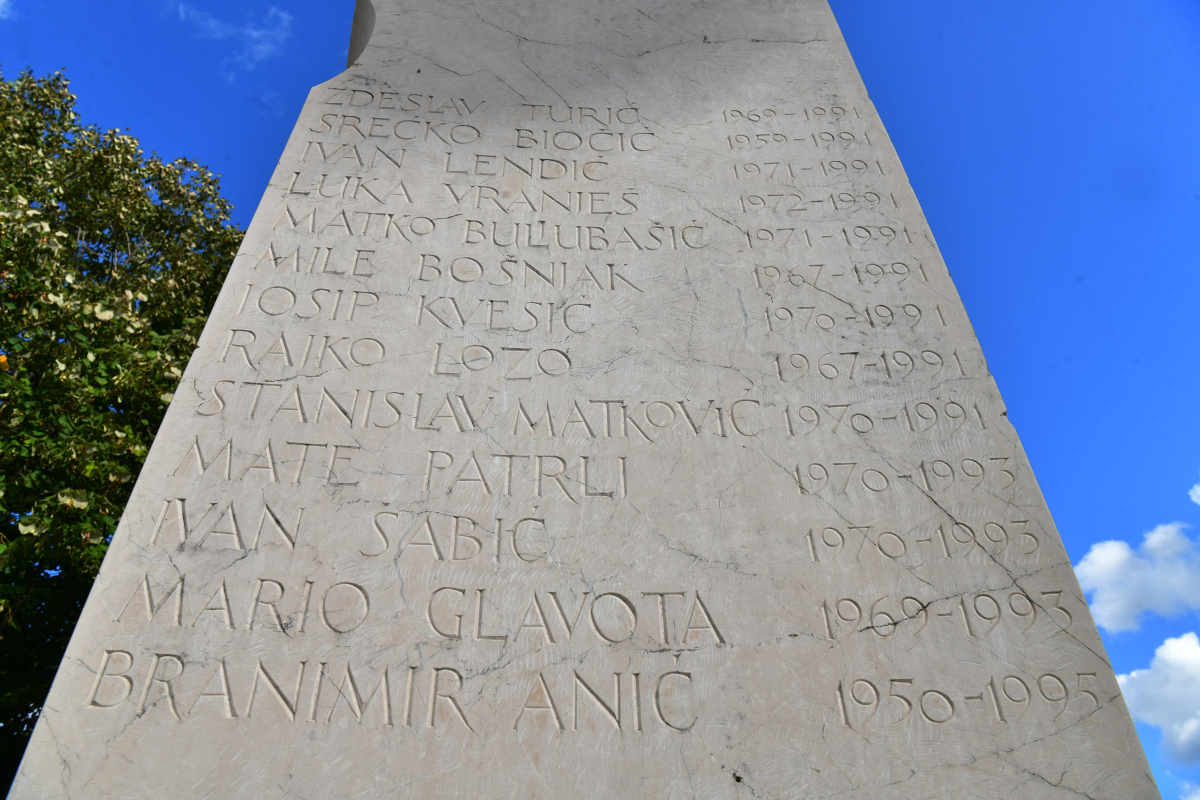 ZDESLAV TURIĆ 1969-1991
SREĆKO BIOČIĆ 1959-1991
IVAN LENDIĆ 1971-1991
LUKA VRANIEŠ 1972-1991
MATKO BULJUBAŠIĆ 1971-1991
MILE BOŠNJAK 1967-1991
JOSIP KVESIĆ 1970-1991
RAJKO LOZO 1967-1991
STANISLAV MATKOVIĆ 1970-1991
MATE PATRLJ 1970-1993
IVAN SABIĆ 1970-1993
MARIO GLAVOTA 1969-1993
BRANIMIR ANIĆ 1950-1995